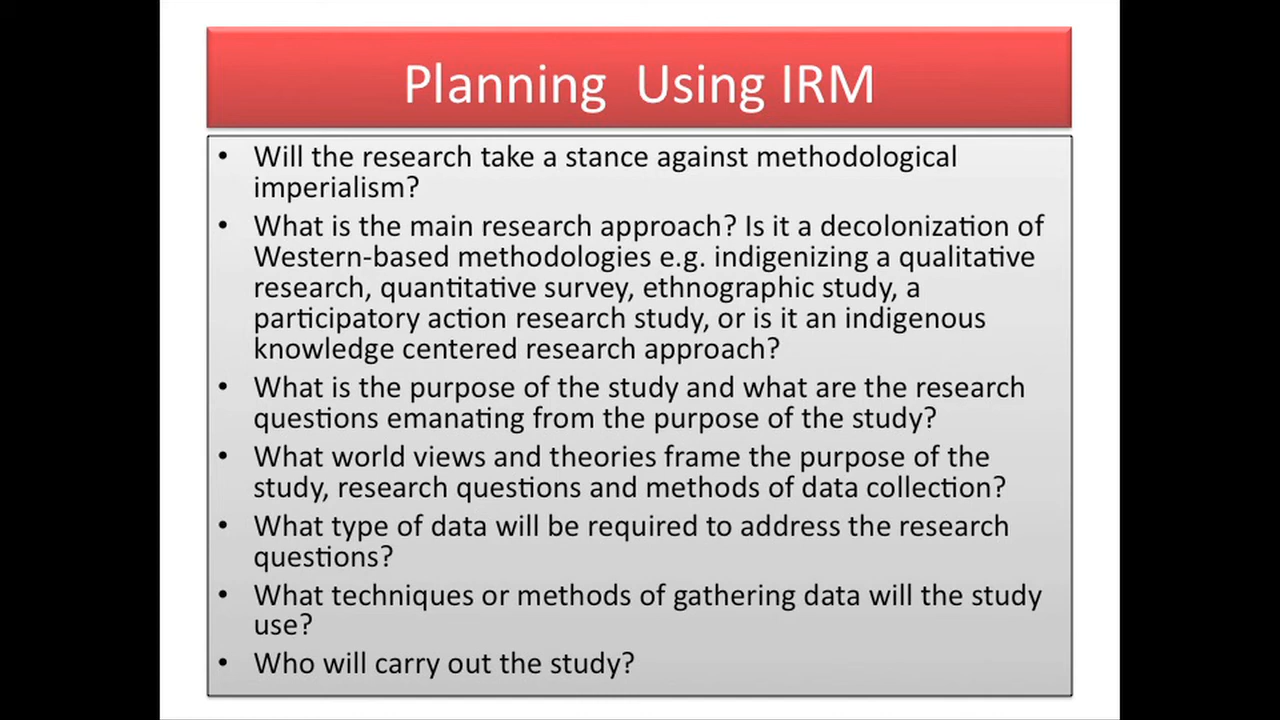 Planning Using IRM
• Will the research take a stance against methodological
imperialism?
• What is the main research approach? Is it a decolonization of
Western-based methodologies e.g. indigenizing a qualitative
research, quantitative survey, ethnographic study, a
participatory action research study, or is it an indigenous
knowledge centered research approach?
• What is the purpose of the study and what are the research
questions emanating from the purpose of the study?
• What world views and theories frame the purpose of the
study, research questions and methods of data collection?
• What type of data will be required to address the research
questions?
• What techniques or methods of gathering data will the study
use?
• Who will carry out the study?